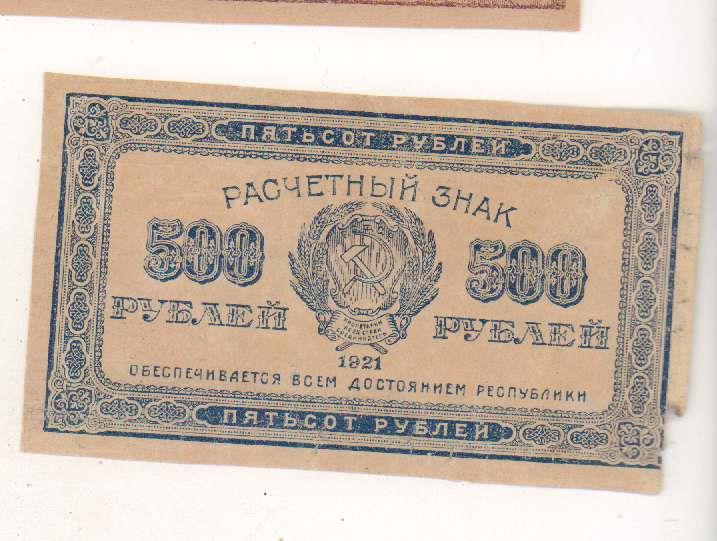 ПЯТЬСОТ РУБЛЕЙ
РАСЧЕТНЫЙ ЗНАК
500 500
РУБЛЕЙ РУБЛЕЙ
1921
ОБЕСПЕЧИВАЕТСЯ ВСЕМ ДОСТОЯНИЕМ РЕСПУБЛИКИ
ПЯТЬСОТ РУБЛЕЙ